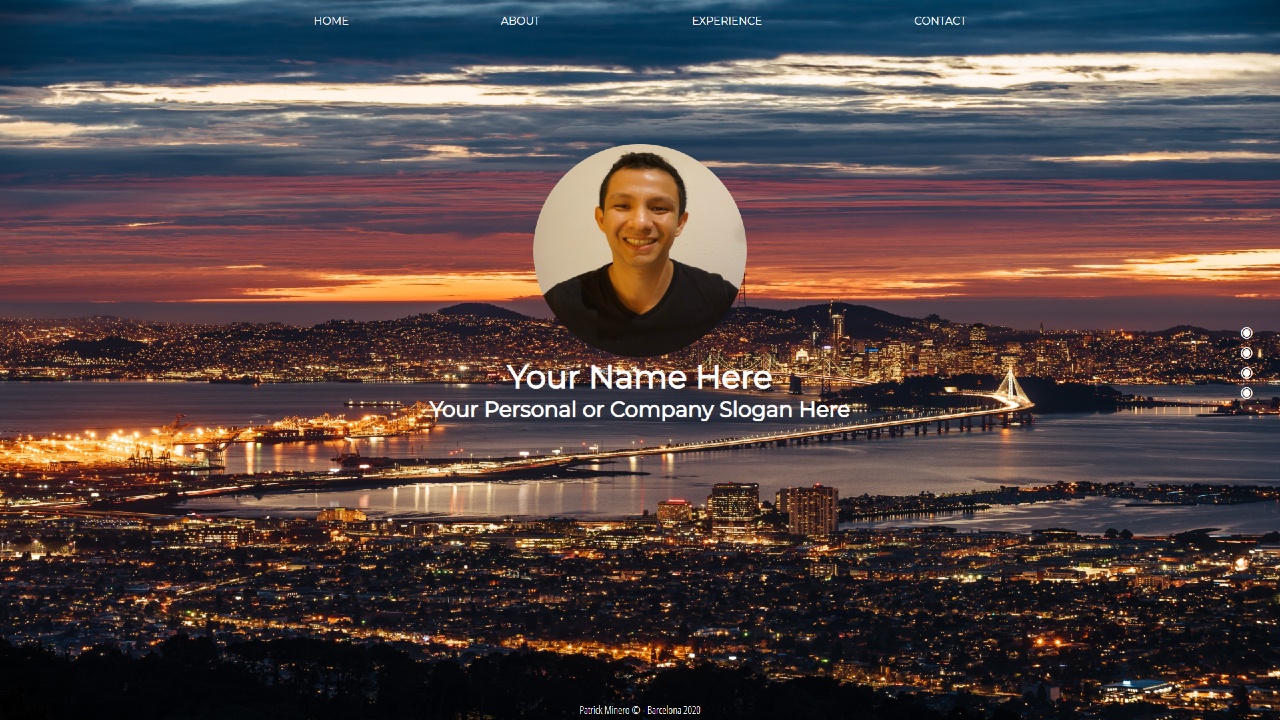 HOME ABOUT EXPERIENCE CONTACT
Your Name Here
Your Personal or Company Slogan Here
Patrick Minero © - Barcelona 2020